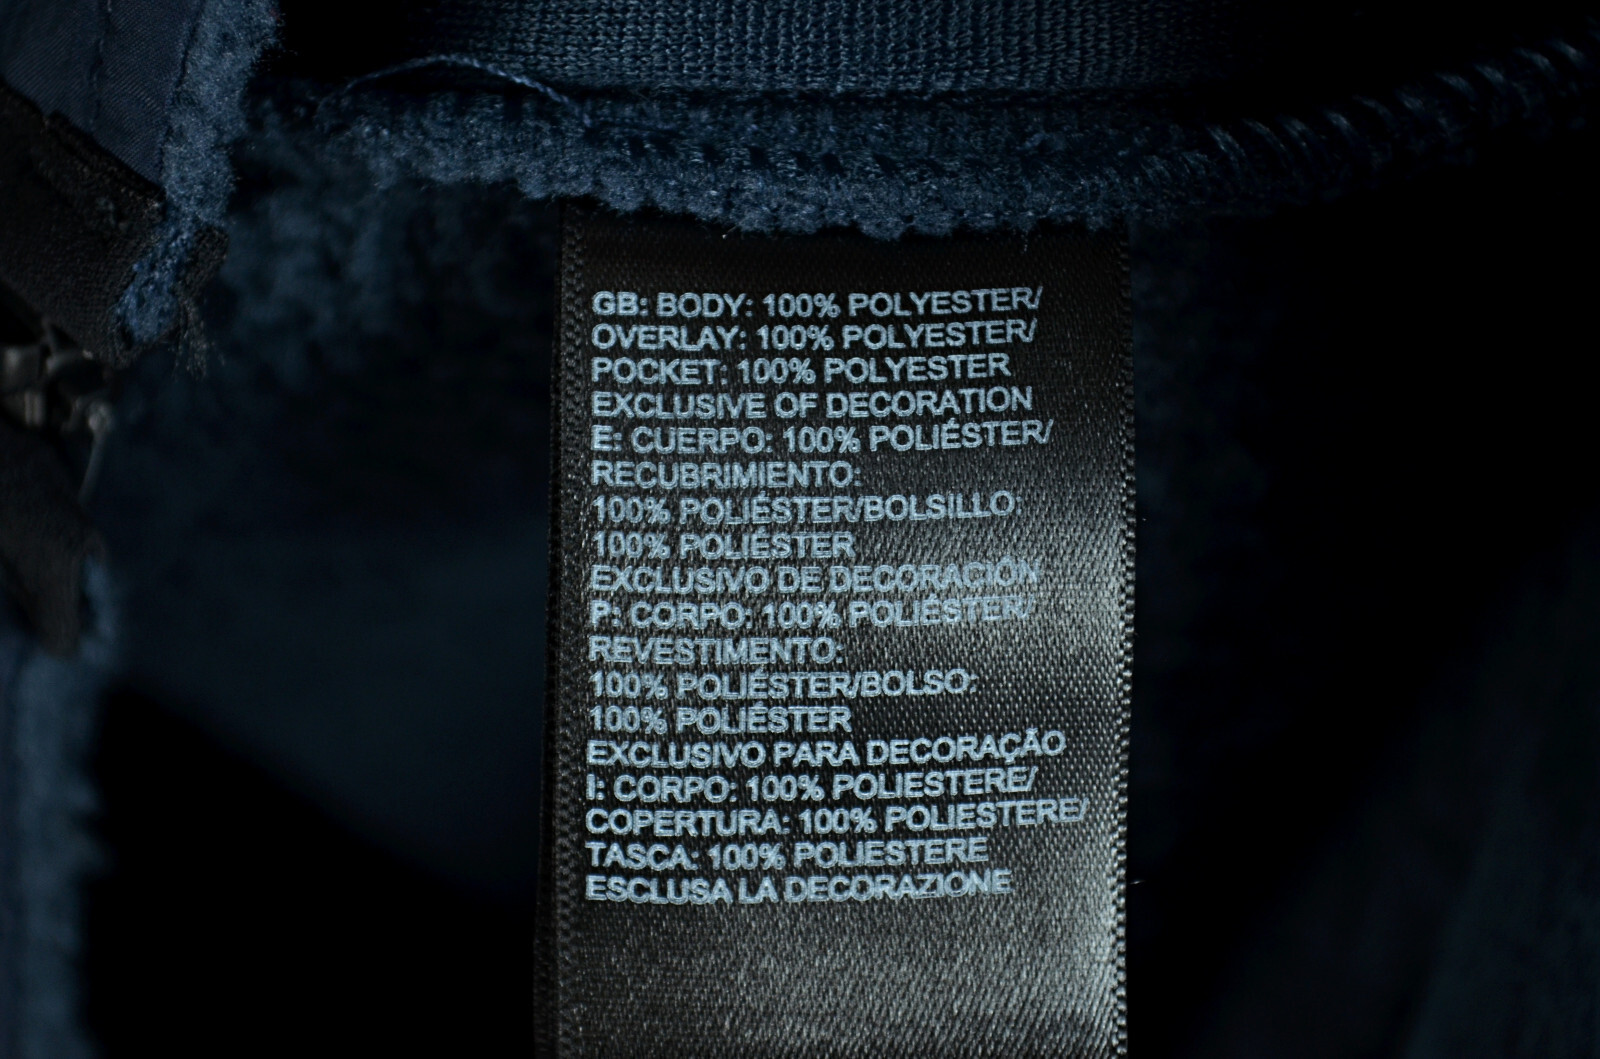 GB: BODY: 100% POLYESTER/
OVERLAY: 100% POLYESTER/
POCKET: 100% POLYESTER
EXCLUSIVE OF DECORATION
E: CUERPO: 100% POLIÉSTER/
RECUBRIMIENTO:
100% POLIÉSTER/BOLSILLO:
100% POLIÉSTER
EXCLUSIVO DE DECORACIÓN
P: CORPO: 100% POLIÉSTER/
REVESTIMENTO:
100% POLIÉSTER/BOLSO:
100% POLIÉSTER
EXCLUSIVO PARA DECORAÇÃO
I: CORPO: 100% POLIESTERE/
COPERTURA: 100% POLIESTERE/
TASCA: 100% POLIESTERE
ESCLUSA LA DECORAZIONE